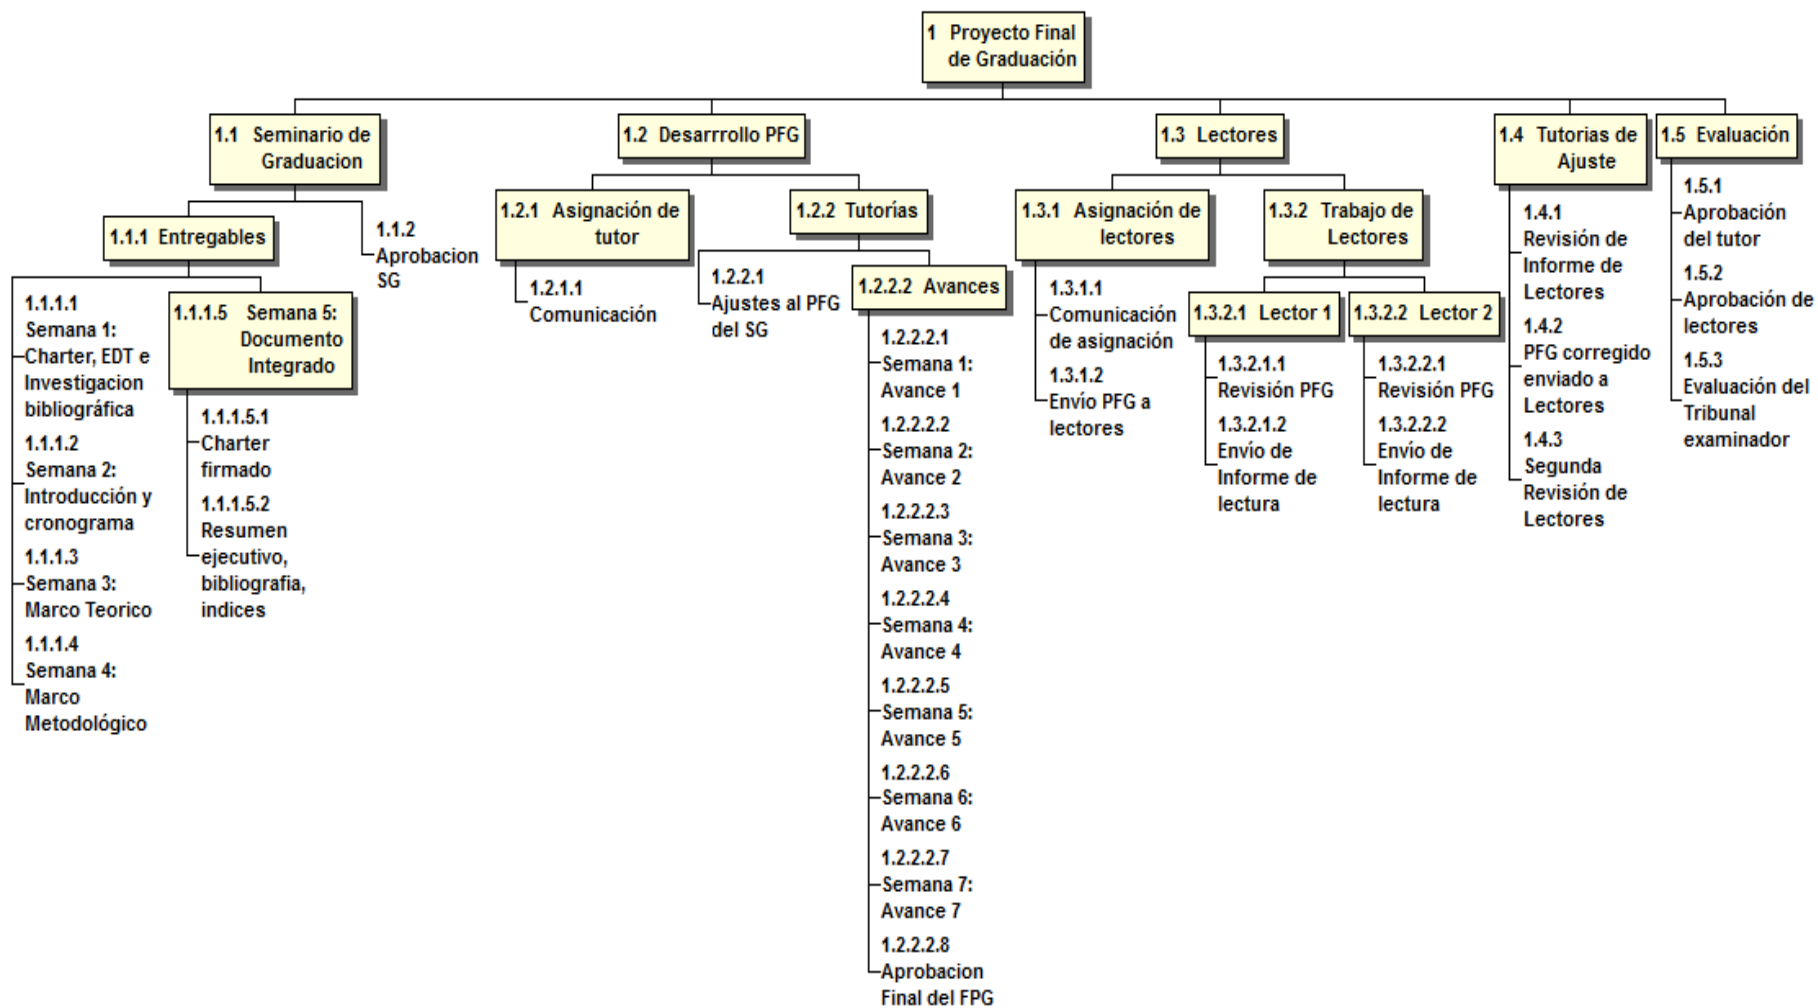 1 Proyecto Final
de Graduación
1.1 Seminario de
Graduacion
1.1.1 Entregables
1.1.1.1
Semana 1:
Charter, EDT e
Investigacion
bibliográfica
1.1.1.2
Semana 2:
Introducción y
cronograma
1.1.1.3
Semana 3:
Marco Teorico
1.1.1.4
Semana 4:
Marco
Metodológico
1.1.1.5 Semana 5:
Documento
Integrado
1.1.1.5.1
Charter
firmado
1.1.1.5.2
Resumen
ejecutivo,
bibliografia,
indices
1.1.2
Aprobacion
SG
1.2 Desarrrollo PFG
1.2.1 Asignación de
tutor
1.2.1.1
Comunicación
1.2.2 Tutorías
1.2.2.1
Ajustes al PFG
del SG
1.2.2.2 Avances
1.2.2.2.1
Semana 1:
Avance 1
1.2.2.2.2
Semana 2:
Avance 2
1.2.2.2.3
Semana 3:
Avance 3
1.2.2.2.4
Semana 4:
Avance 4
1.2.2.2.5
Semana 5:
Avance 5
1.2.2.2.6
Semana 6:
Avance 6
1.2.2.2.7
Semana 7:
Avance 7
1.2.2.2.8
Aprobacion
Final del FPG
1.3 Lectores
1.3.1 Asignación de
lectores
1.3.1.1
Comunicación
de asignación
1.3.1.2
Envío PFG a
lectores
1.3.2 Trabajo de
Lectores
1.3.2.1 Lector 1
1.3.2.1.1
Revisión PFG
1.3.2.1.2
Envío de
Informe de
lectura
1.3.2.2 Lector 2
1.3.2.2.1
Revisión PFG
1.3.2.2.2
Envío de
Informe de
lectura
1.4 Tutorias de
Ajuste
1.4.1
Revisión de
Informe de
Lectores
1.4.2
PFG corregido
enviado a
Lectores
1.4.3
Segunda
Revisión de
Lectores
1.5 Evaluación
1.5.1
Aprobación
del tutor
1.5.2
Aprobación de
lectores
1.5.3
Evaluación del
Tribunal
examinador